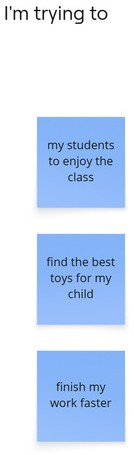 I'm trying to
my students
to enjoy the
class
find the best
toys for my
child
finish my
work faster